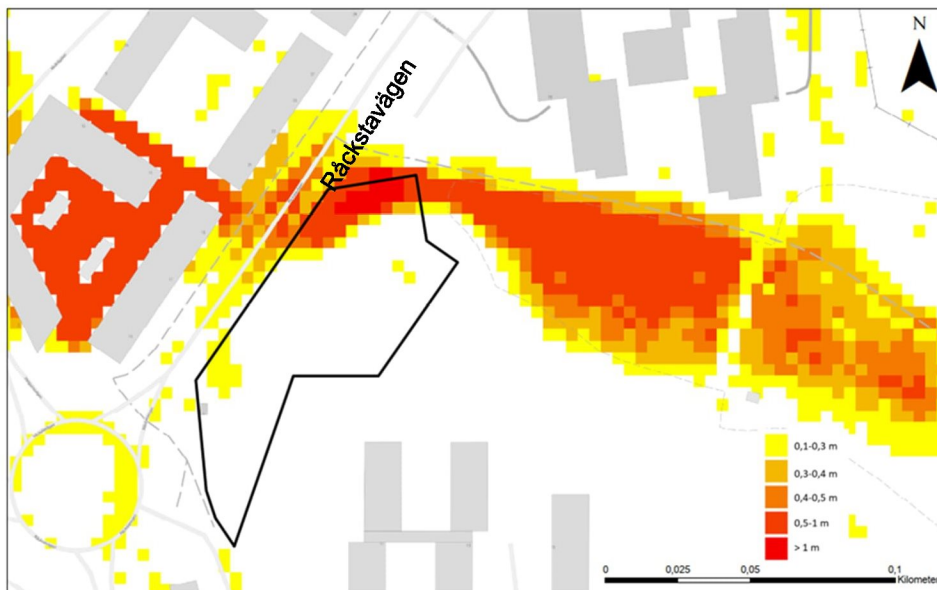 N
Råckstavägen
0,1-0,3 m
0,3-0,4 m
0,4-0,5 m
0,5-1 m
> 1 m
0 0,025 0,05 0,1
Kilometer